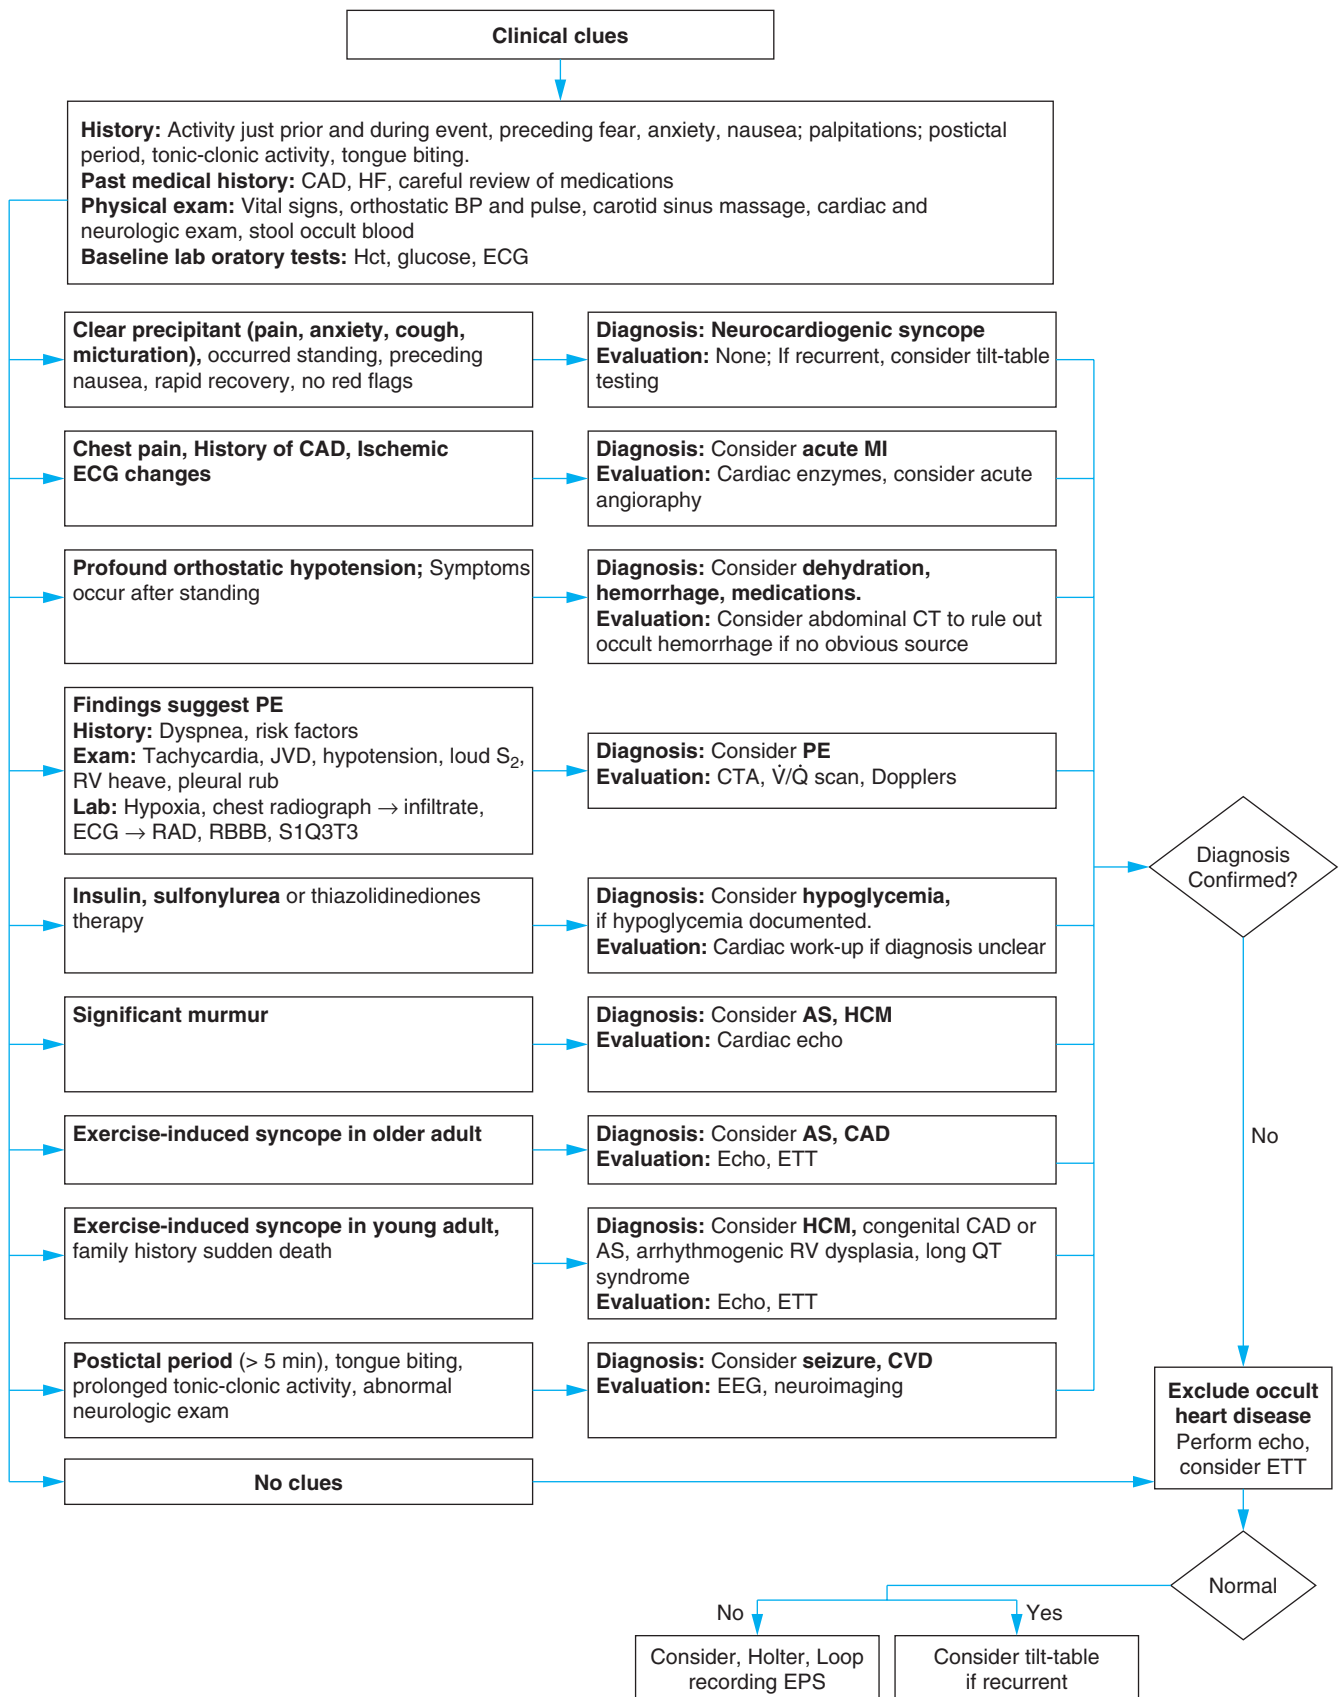 Clinical clues
History: Activity just prior and during event, preceding fear, anxiety, nausea; palpitations; postictal
period, tonic-clonic activity, tongue biting.
Past medical history: CAD, HF, careful review of medications
Physical exam: Vital signs, orthostatic BP and pulse, carotid sinus massage, cardiac and
neurologic exam, stool occult blood
Baseline lab oratory tests: Hct, glucose, ECG
Clear precipitant (pain, anxiety, cough,
micturation), occurred standing, preceding
nausea, rapid recovery, no red flags
Diagnosis: Neurocardiogenic syncope
Evaluation: None; If recurrent, consider tilt-table
testing
Chest pain, History of CAD, Ischemic
ECG changes
Diagnosis: Consider acute MI
Evaluation: Cardiac enzymes, consider acute
angioraphy
Profound orthostatic hypotension; Symptoms
occur after standing
Diagnosis: Consider dehydration,
hemorrhage, medications.
Evaluation: Consider abdominal CT to rule out
occult hemorrhage if no obvious source
Findings suggest PE
History: Dyspnea, risk factors
Exam: Tachycardia, JVD, hypotension, loud S₂,
RV heave, pleural rub
Lab: Hypoxia, chest radiograph → infiltrate,
ECG → RAD, RBBB, S1Q3T3
Diagnosis: Consider PE
Evaluation: CTA, V̇/Q̇ scan, Dopplers
Diagnosis
Confirmed?
Insulin, sulfonylurea or thiazolidinediones
therapy
Diagnosis: Consider hypoglycemia,
if hypoglycemia documented.
Evaluation: Cardiac work-up if diagnosis unclear
Significant murmur
Diagnosis: Consider AS, HCM
Evaluation: Cardiac echo
Exercise-induced syncope in older adult
Diagnosis: Consider AS, CAD
Evaluation: Echo, ETT
No
Exercise-induced syncope in young adult,
family history sudden death
Diagnosis: Consider HCM, congenital CAD or
AS, arrhythmogenic RV dysplasia, long QT
syndrome
Evaluation: Echo, ETT
Postictal period (> 5 min), tongue biting,
prolonged tonic-clonic activity, abnormal
neurologic exam
Diagnosis: Consider seizure, CVD
Evaluation: EEG, neuroimaging
Exclude occult
heart disease
Perform echo,
consider ETT
No clues
Normal
No
Yes
Consider, Holter, Loop
recording EPS
Consider tilt-table
if recurrent